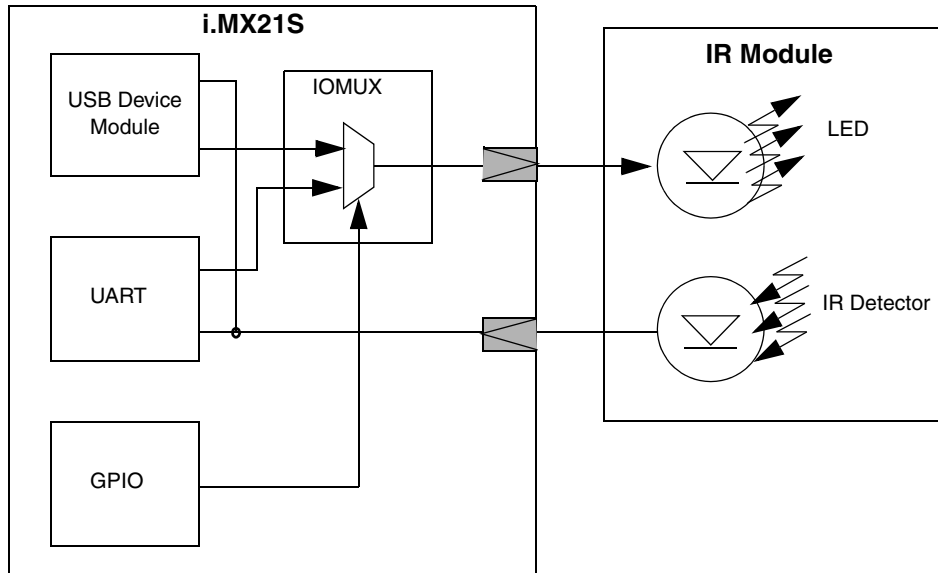 i.MX21S
IR Module
USB Device
Module
IOMUX
LED
UART
IR Detector
GPIO